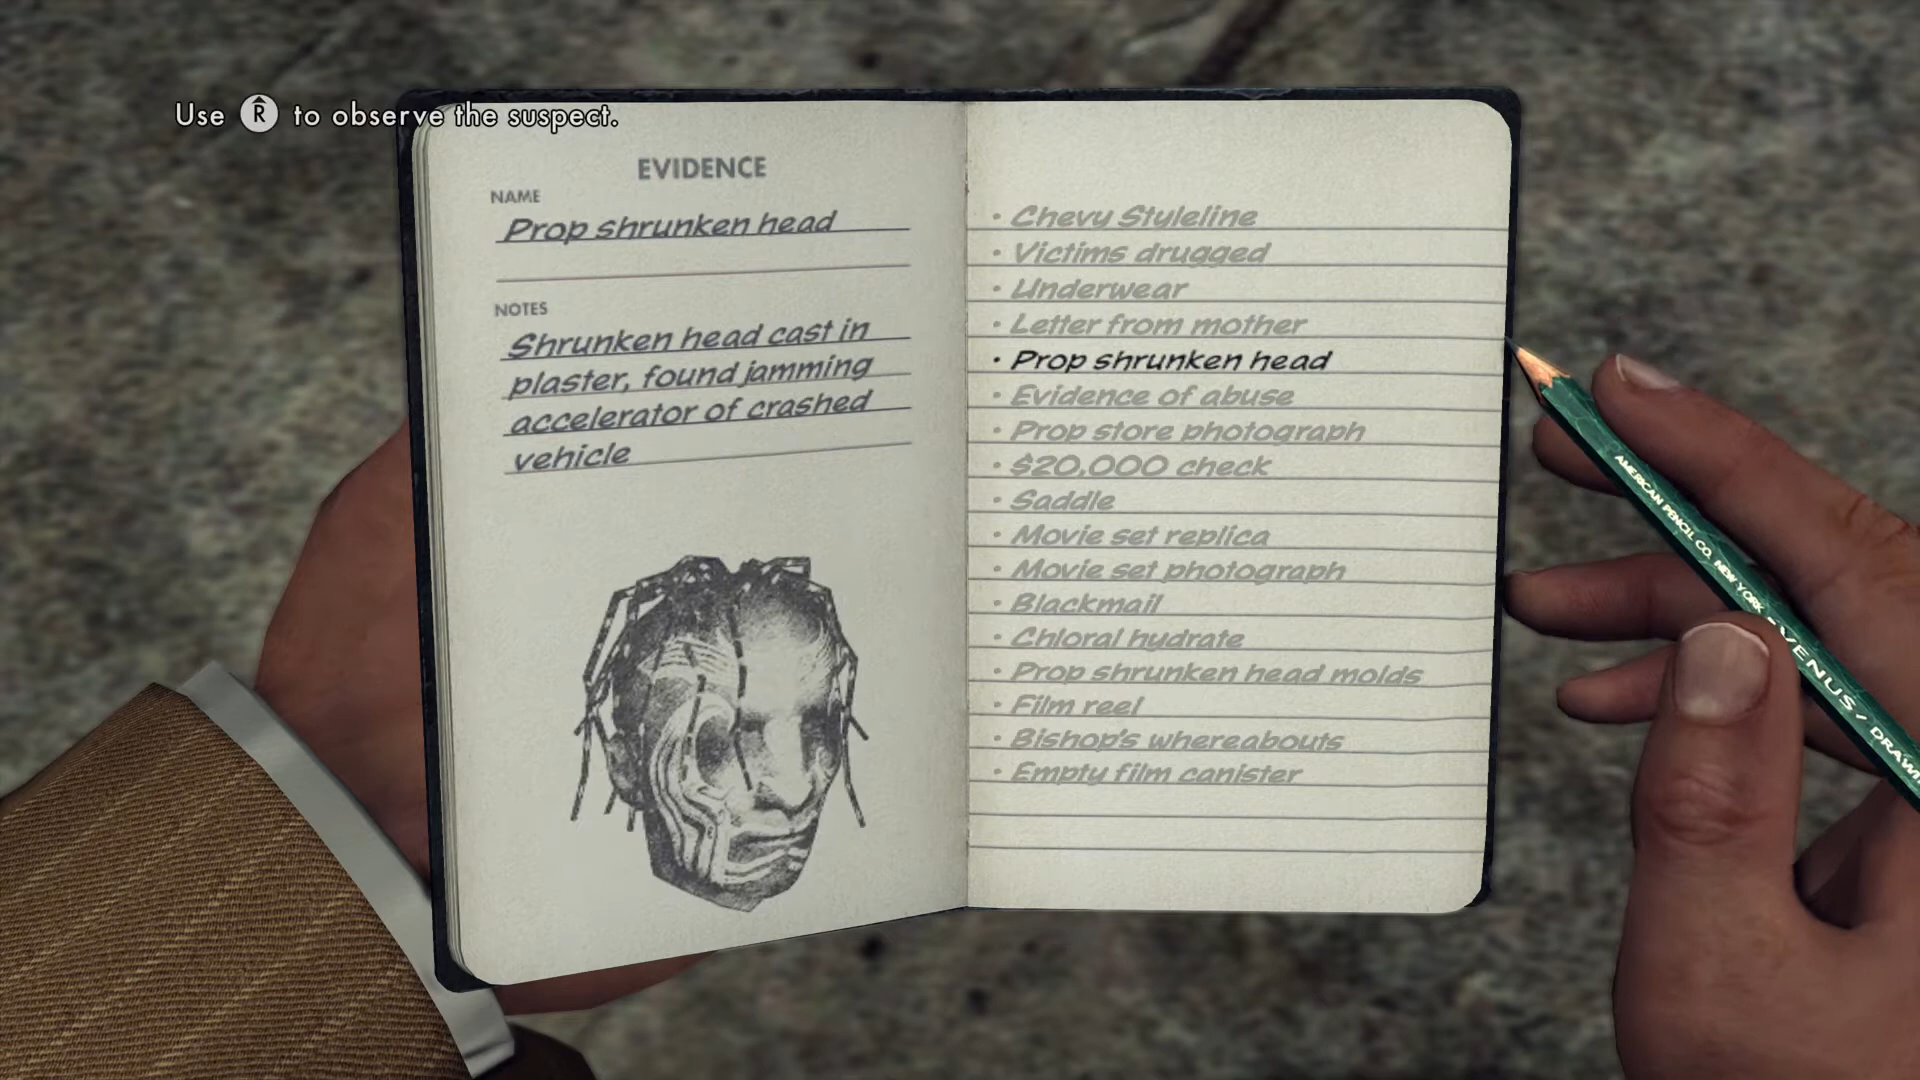 Use R to observe the suspect.
EVIDENCE
NAME
Prop shrunken head
NOTES
Shrunken head cast in
plaster, found jamming
accelerator of crashed
vehicle
• Chevy Styleline
• Victims drugged
• Underwear
• Letter from mother
• Prop shrunken head
• Evidence of abuse
• Prop store photograph
• $20,000 check
• Saddle
• Movie set replica
• Movie set photograph
• Blackmail
• Chloral hydrate
• Prop shrunken head molds
• Film reel
• Bishop's whereabouts
• Empty film canister
AMERICAN PENCIL CO. NEW YORK VENUS / DRAWI